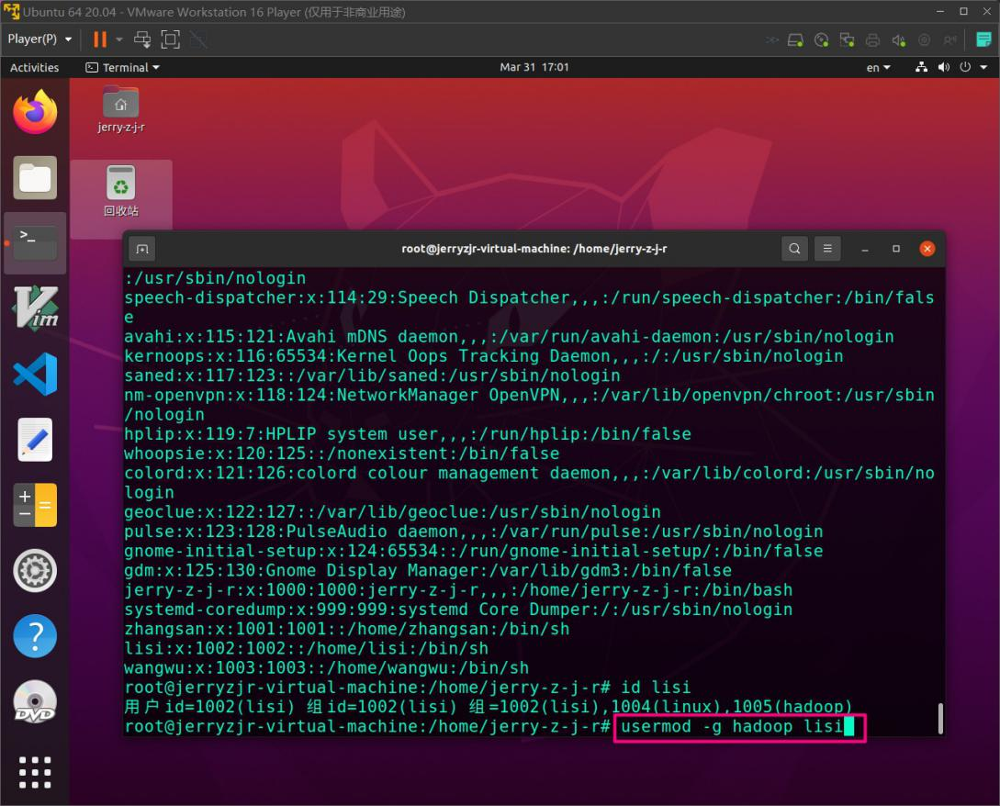 Ubuntu 64 20.04 - VMware Workstation 16 Player (仅用于非商业用途)
Player(P)
Activities
Terminal
Mar 31 17:01
en
jerry-z-j-r
回收站
root@jerryzjr-virtual-machine: /home/jerry-z-j-r
:/usr/sbin/nologin
speech-dispatcher:x:114:29:Speech Dispatcher,,,:/run/speech-dispatcher:/bin/fals
e
avahi:x:115:121:Avahi mDNS daemon,,,:/var/run/avahi-daemon:/usr/sbin/nologin
kernoops:x:116:65534:Kernel Oops Tracking Daemon,,,:/:/usr/sbin/nologin
saned:x:117:123::/var/lib/saned:/usr/sbin/nologin
nm-openvpn:x:118:124:NetworkManager OpenVPN,,,:/var/lib/openvpn/chroot:/usr/sbin
/nologin
hplip:x:119:7:HPLIP system user,,,:/run/hplip:/bin/false
whoopsie:x:120:125::/nonexistent:/bin/false
colord:x:121:126:colord colour management daemon,,,:/var/lib/colord:/usr/sbin/no
login
geoclue:x:122:127::/var/lib/geoclue:/usr/sbin/nologin
pulse:x:123:128:PulseAudio daemon,,,:/var/run/pulse:/usr/sbin/nologin
gnome-initial-setup:x:124:65534::/run/gnome-initial-setup/:/bin/false
gdm:x:125:130:Gnome Display Manager:/var/lib/gdm3:/bin/false
jerry-z-j-r:x:1000:1000:jerry-z-j-r,,,:/home/jerry-z-j-r:/bin/bash
systemd-coredump:x:999:999:systemd Core Dumper:/:/usr/sbin/nologin
zhangsan:x:1001:1001::/home/zhangsan:/bin/sh
lisi:x:1002:1002::/home/lisi:/bin/sh
wangwu:x:1003:1003::/home/wangwu:/bin/sh
root@jerryzjr-virtual-machine:/home/jerry-z-j-r# id lisi
用户id=1002(lisi) 组id=1002(lisi) 组=1002(lisi),1004(linux),1005(hadoop)
root@jerryzjr-virtual-machine:/home/jerry-z-j-r# usermod -g hadoop lisi
Vim
DVD